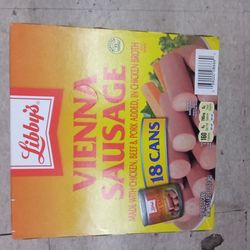 Libby's
VIENNA
SAUSAGE
MADE WITH CHICKEN, BEEF & PORK ADDED, IN CHICKEN BROTH
18 CANS